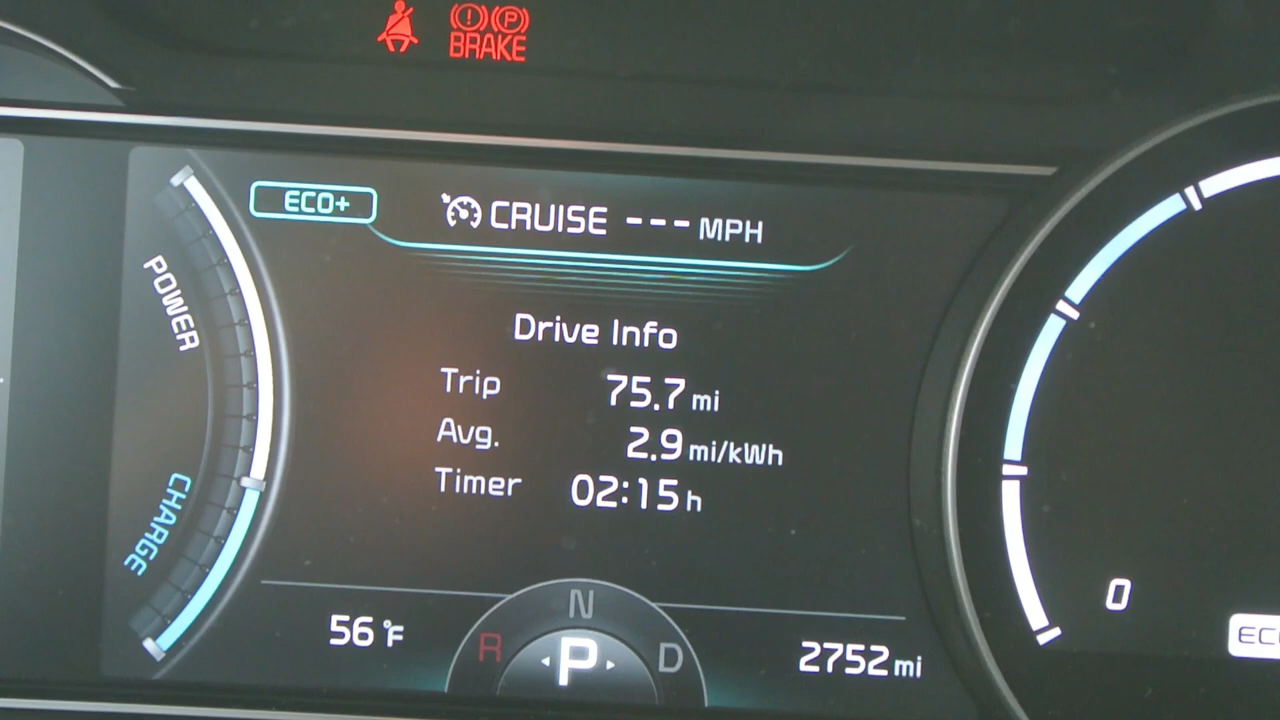 BRAKE
ECO+
CRUISE ---MPH
POWER
CHARGE
Drive Info
Trip 75.7 mi
Avg. 2.9 mi/kWh
Timer 02:15 h
56 °F
R N D
P
2752 mi
0
EC